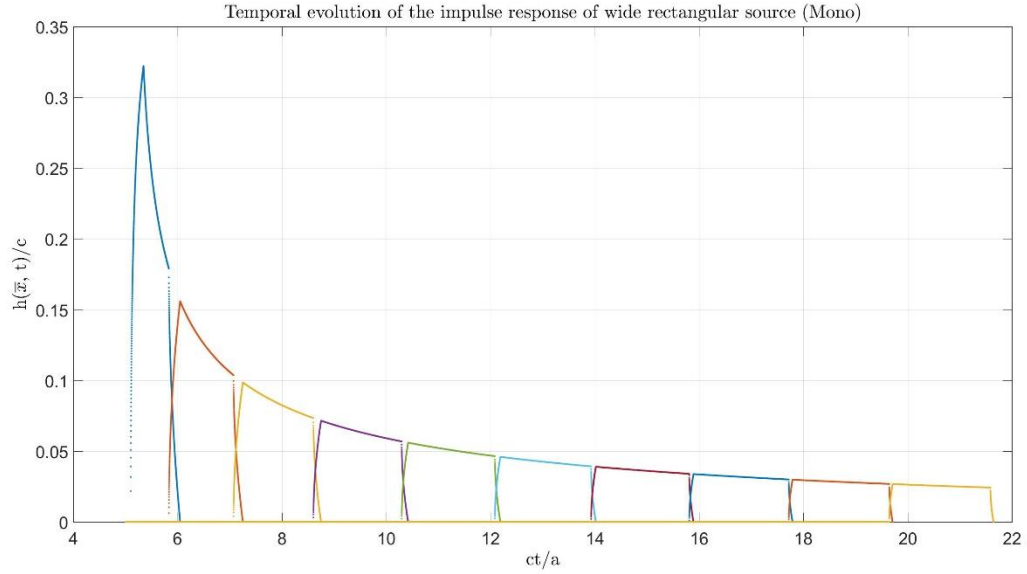 Temporal evolution of the impulse response of wide rectangular source (Mono)
h(x̅, t)/c
0.35
0.3
0.25
0.2
0.15
0.1
0.05
0
4 6 8 10 12 14 16 18 20 22
ct/a